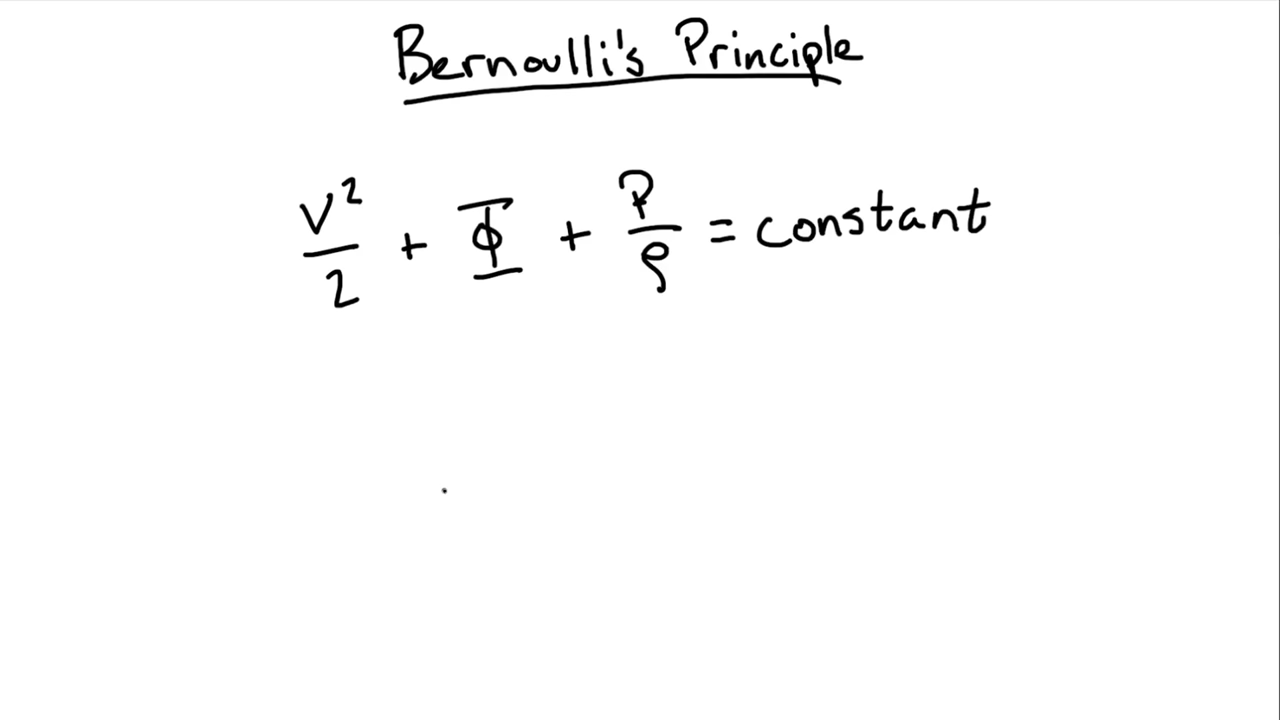 Bernoulli's Principle
v²/2 + Φ + P/ρ = constant